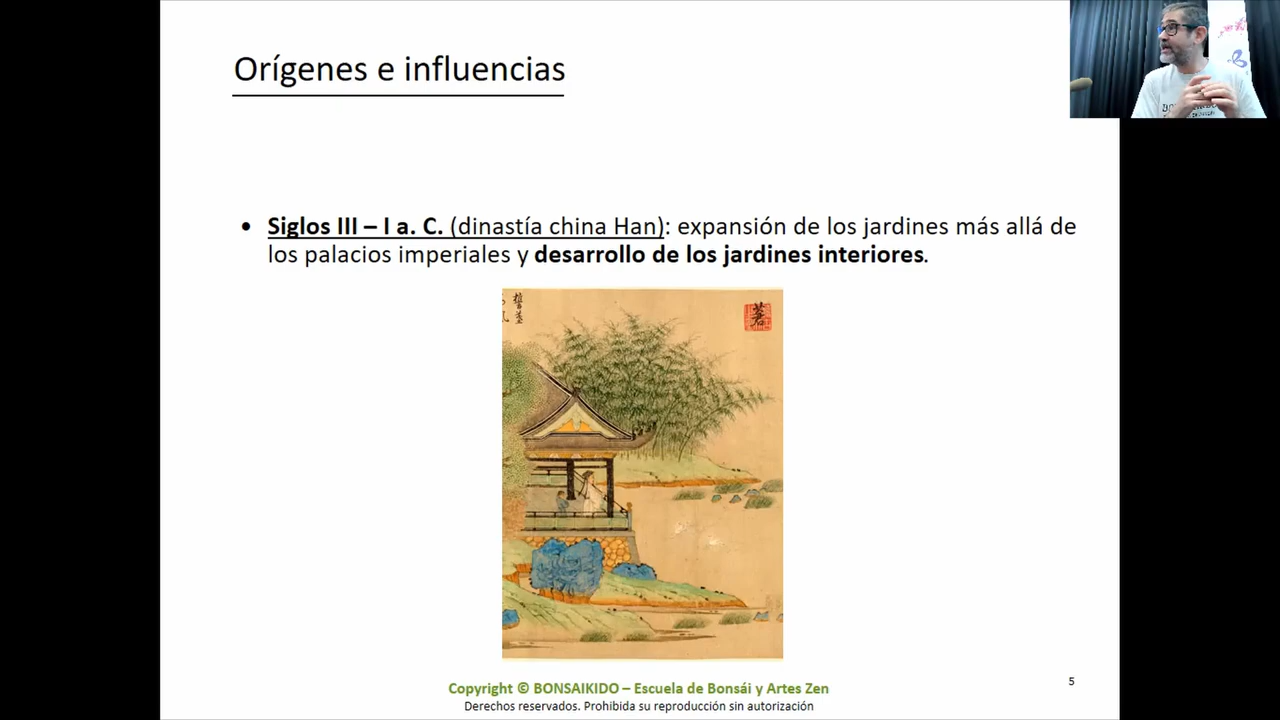 Orígenes e influencias
• Siglos III – I a. C. (dinastía china Han): expansión de los jardines más allá de
los palacios imperiales y desarrollo de los jardines interiores.
Copyright © BONSAIKIDO – Escuela de Bonsái y Artes Zen
Derechos reservados. Prohibida su reproducción sin autorización
5